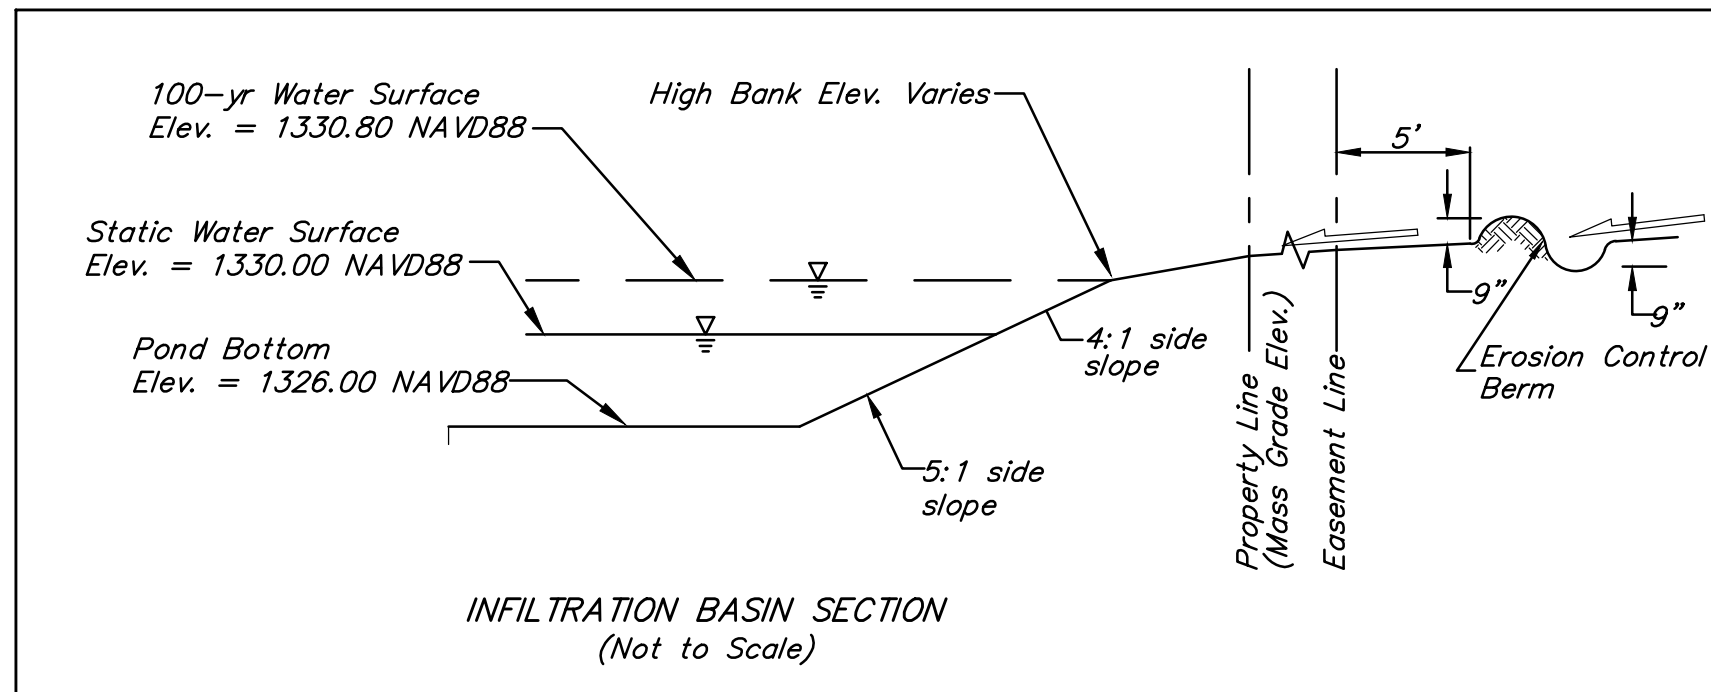 100-yr Water Surface
Elev. = 1330.80 NAVD88
High Bank Elev. Varies
5'
Static Water Surface
Elev. = 1330.00 NAVD88
9"
9"
Pond Bottom
Elev. = 1326.00 NAVD88
4:1 side
slope
Erosion Control
Berm
5:1 side
slope
Property Line
(Mass Grade Elev.)
Easement Line
INFILTRATION BASIN SECTION
(Not to Scale)